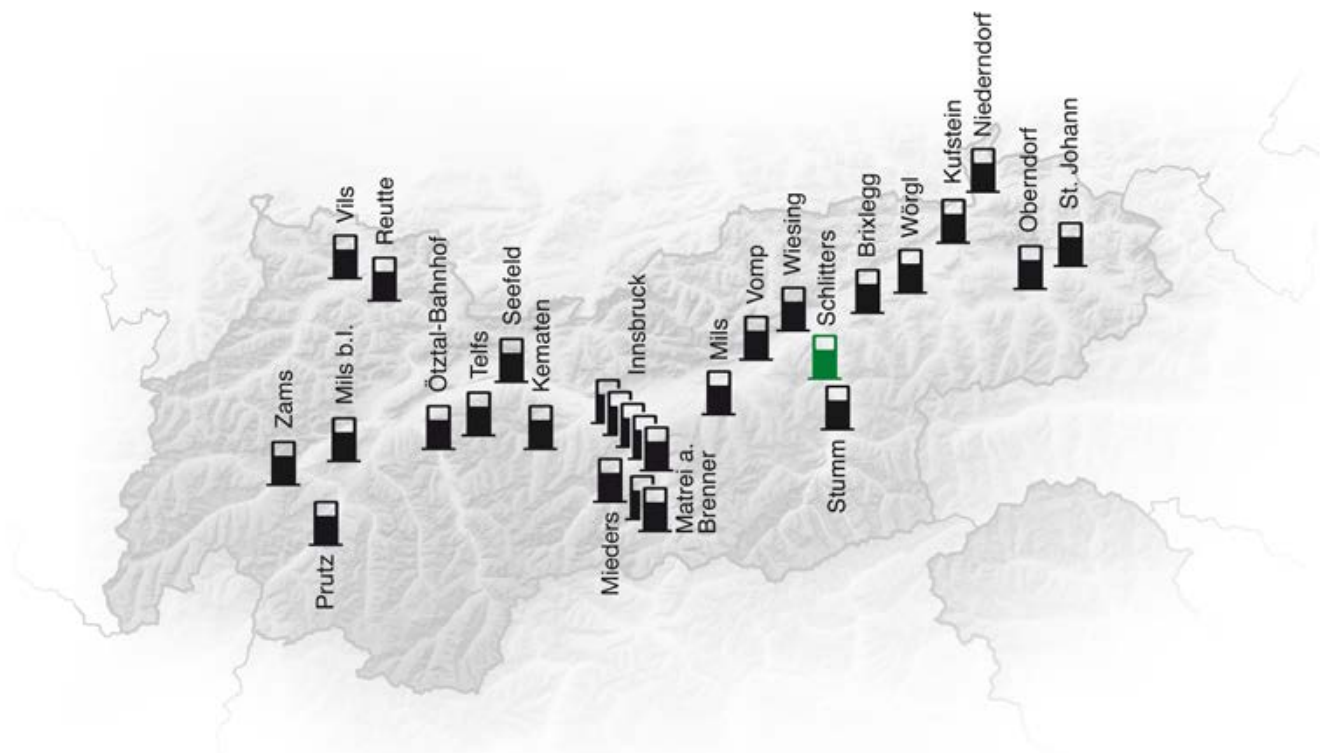 Zams
Mils b.l.
Prutz
Vils
Reutte
Ötztal-Bahnhof
Telfs
Seefeld
Kematen
Innsbruck
Mieders
Matrei a.
Brenner
Mils
Vomp
Wiesing
Schlitters
Stumm
Brixlegg
Wörgl
Kufstein
Niederndorf
Oberndorf
St. Johann